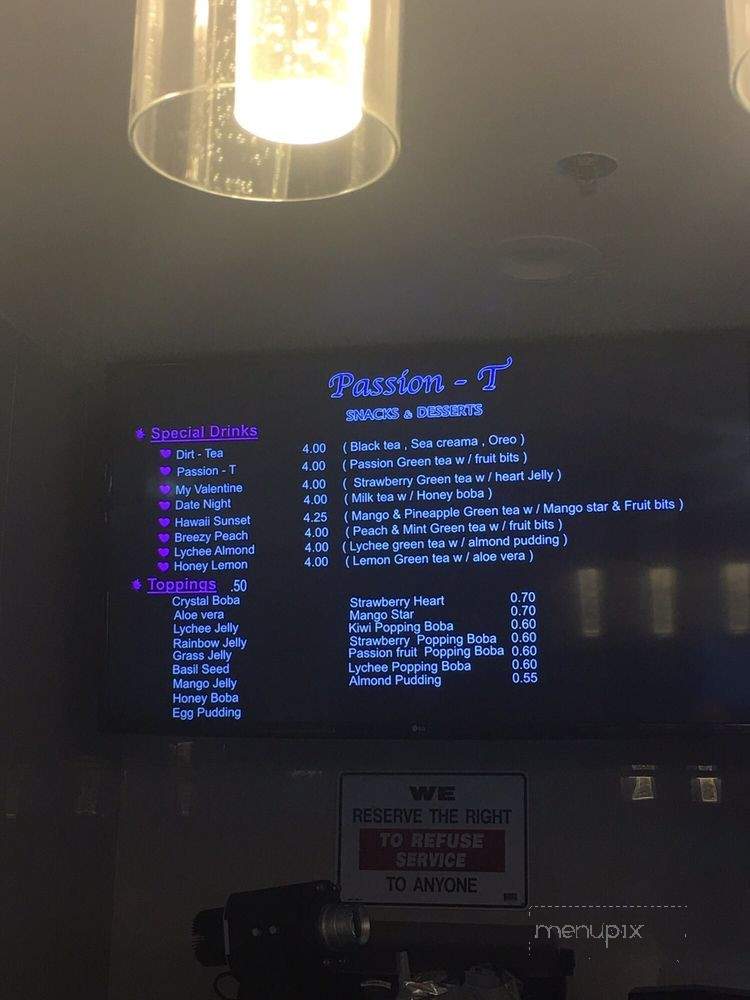 Passion - T
SNACKS & DESSERTS
Special Drinks
Dirt - Tea 4.00 ( Black tea , Sea creama , Oreo )
Passion - T 4.00 ( Passion Green tea w / fruit bits )
My Valentine 4.00 ( Strawberry Green tea w / heart Jelly )
Date Night 4.00 ( Milk tea w / Honey boba )
Hawaii Sunset 4.25 ( Mango & Pineapple Green tea w / Mango star & Fruit bits )
Breezy Peach 4.00 ( Peach & Mint Green tea w / fruit bits )
Lychee Almond 4.00 ( Lychee green tea w / almond pudding )
Honey Lemon 4.00 ( Lemon Green tea w / aloe vera )
Toppings .50
Crystal Boba
Aloe vera
Lychee Jelly
Rainbow Jelly
Grass Jelly
Basil Seed
Mango Jelly
Honey Boba
Egg Pudding
Strawberry Heart 0.70
Mango Star 0.70
Kiwi Popping Boba 0.60
Strawberry Popping Boba 0.60
Passion fruit Popping Boba 0.60
Lychee Popping Boba 0.60
Almond Pudding 0.55
LG
WE
RESERVE THE RIGHT
TO REFUSE
SERVICE
TO ANYONE
menupix